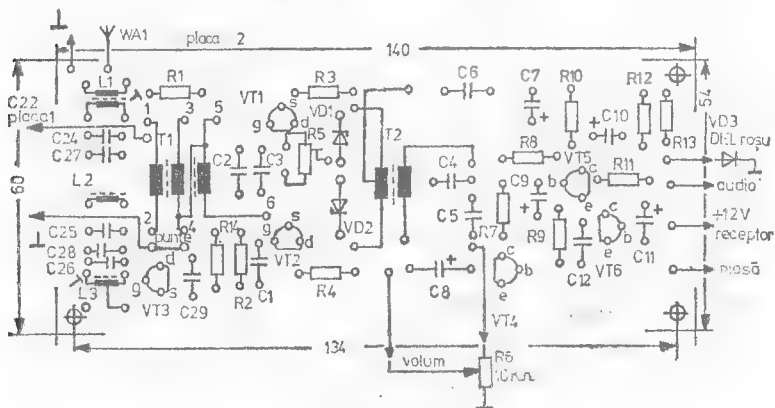 WA1
placa 2
140
L1
R1
R3
C6
C7
R10
R12
C22
placa1
1
3
5
VT1
s
g
d
VD1
R5
T2
C10
54
VD3
DEL roșu
R13
C24
C27
T1
C2
C3
R8
VT5
C4
b
c
e
R11
audio
60
L2
2
4
6
punte
R14
VD2
C5
R7
C9
R9
C12
C11
+12V
receptor
C25
C28
C26
g
s
d
VT2
c
b
e
VT6
L3
g
d
s
VT3
C29
R2
C1
R4
C8
c
b
e
VT4
masă
134
volum
R6
10KΩ